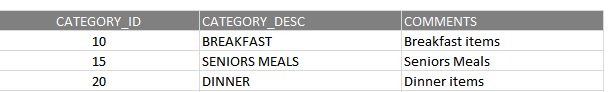 CATEGORY_ID CATEGORY_DESC COMMENTS
10 BREAKFAST Breakfast items
15 SENIORS MEALS Seniors Meals
20 DINNER Dinner items